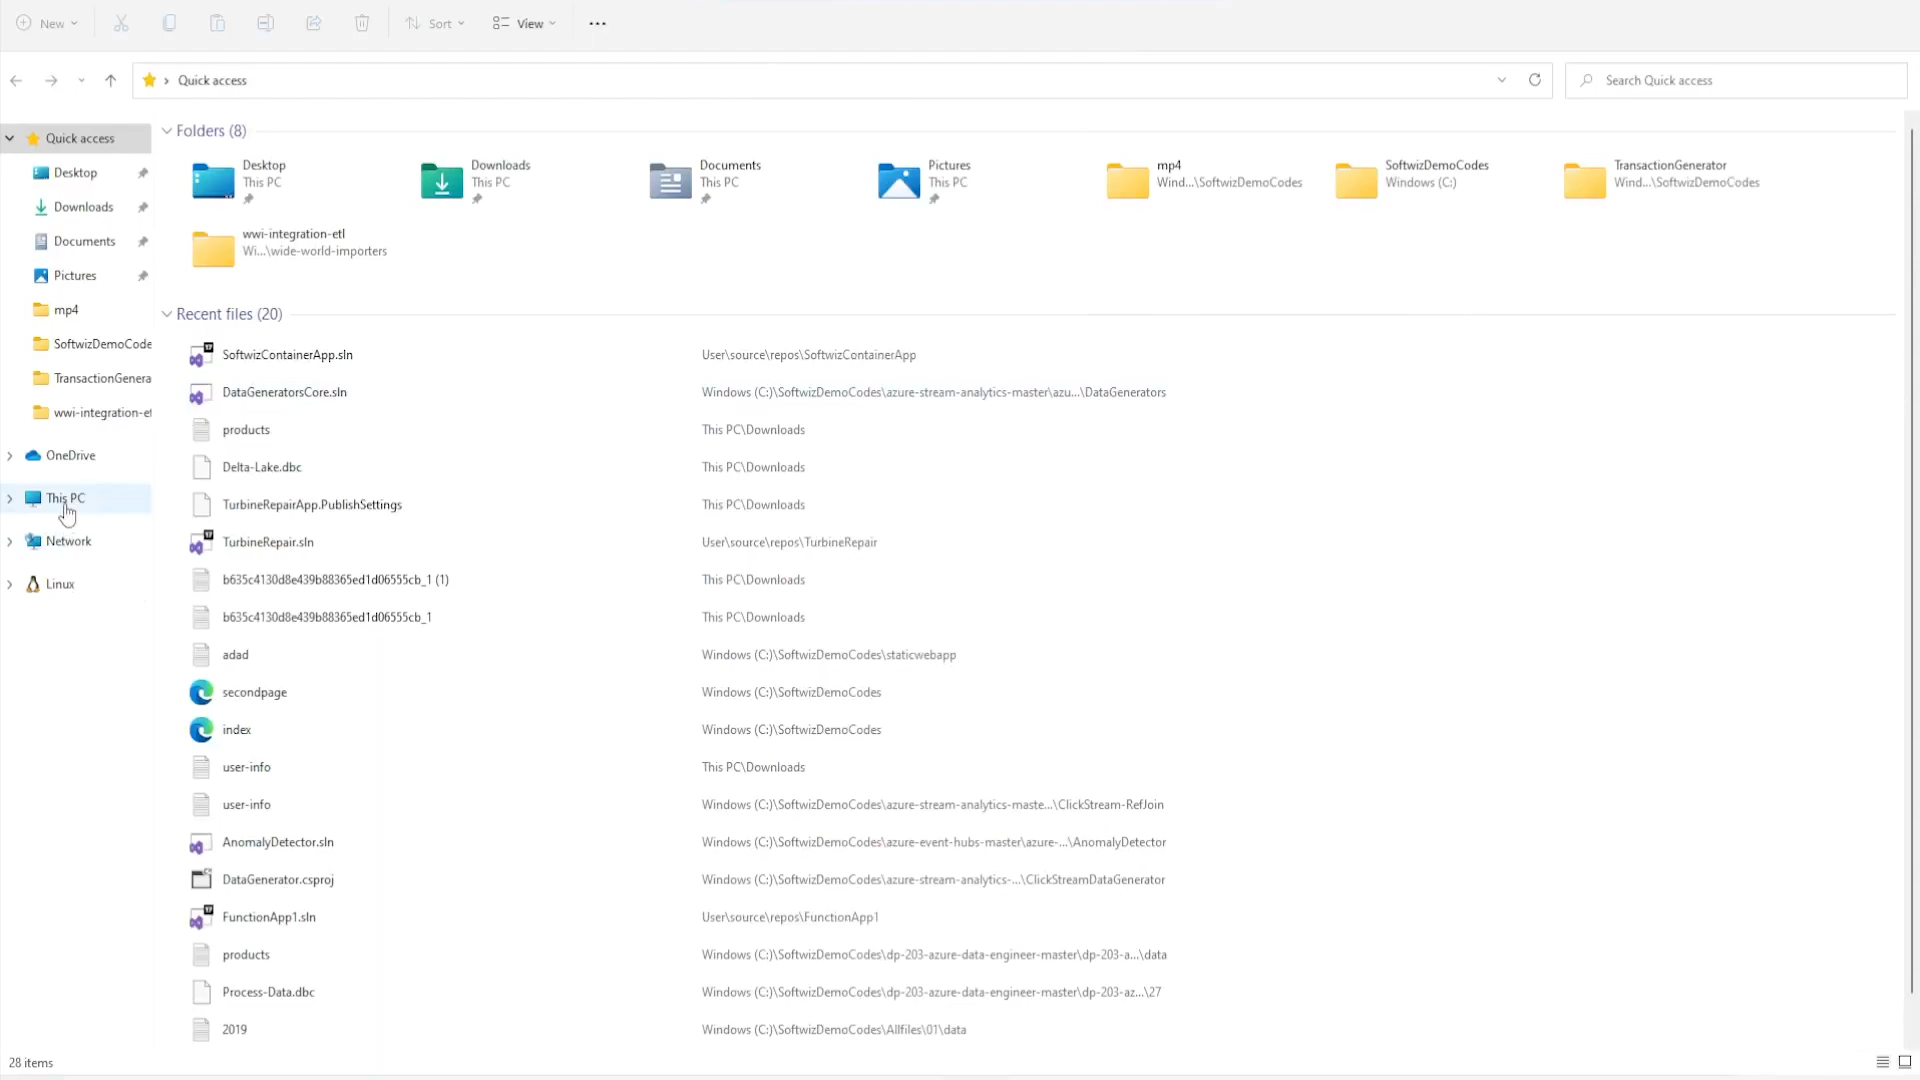 New
Sort
View
Quick access
Search Quick access
Quick access
Desktop
Downloads
Documents
Pictures
mp4
SoftwizDemoCode
TransactionGenera
wwi-integration-et
OneDrive
This PC
Network
Linux
Folders (8)
Desktop
This PC
Downloads
This PC
Documents
This PC
Pictures
This PC
mp4
Wind...\SoftwizDemoCodes
SoftwizDemoCodes
Windows (C:)
TransactionGenerator
Wind...\SoftwizDemoCodes
wwi-integration-etl
Wi...\wide-world-importers
Recent files (20)
SoftwizContainerApp.sln User\source\repos\SoftwizContainerApp
DataGeneratorsCore.sln Windows (C:)\SoftwizDemoCodes\azure-stream-analytics-master\azu...\DataGenerators
products This PC\Downloads
Delta-Lake.dbc This PC\Downloads
TurbineRepairApp.PublishSettings This PC\Downloads
TurbineRepair.sln User\source\repos\TurbineRepair
b635c4130d8e439b88365ed1d06555cb_1 (1) This PC\Downloads
b635c4130d8e439b88365ed1d06555cb_1 This PC\Downloads
adad Windows (C:)\SoftwizDemoCodes\staticwebapp
secondpage Windows (C:)\SoftwizDemoCodes
index Windows (C:)\SoftwizDemoCodes
user-info This PC\Downloads
user-info Windows (C:)\SoftwizDemoCodes\azure-stream-analytics-maste...\ClickStream-RefJoin
AnomalyDetector.sln Windows (C:)\SoftwizDemoCodes\azure-event-hubs-master\azure-...\AnomalyDetector
DataGenerator.csproj Windows (C:)\SoftwizDemoCodes\azure-stream-analytics-...\ClickStreamDataGenerator
FunctionApp1.sln User\source\repos\FunctionApp1
products Windows (C:)\SoftwizDemoCodes\dp-203-azure-data-engineer-master\dp-203-a...\data
Process-Data.dbc Windows (C:)\SoftwizDemoCodes\dp-203-azure-data-engineer-master\dp-203-az...\27
2019 Windows (C:)\SoftwizDemoCodes\Allfiles\01\data
28 items